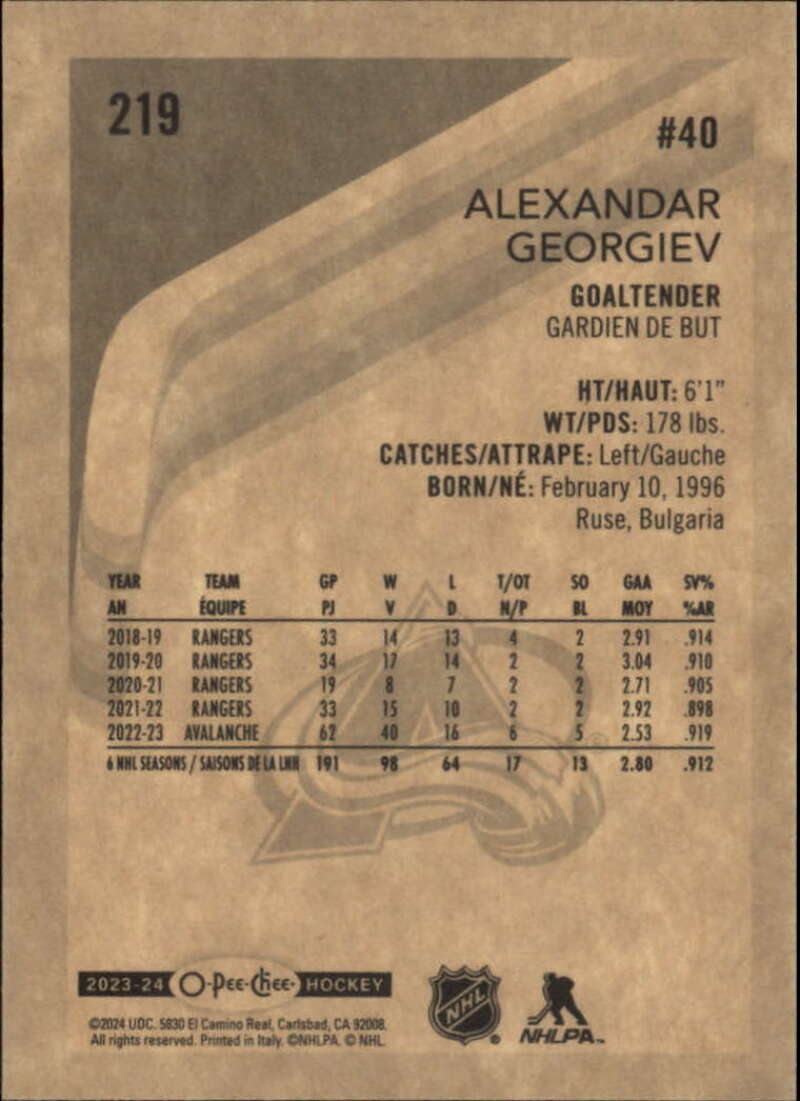 219
#40
ALEXANDAR
GEORGIEV
GOALTENDER
GARDIEN DE BUT
HT/HAUT: 6'1"
WT/PDS: 178 lbs.
CATCHES/ATTRAPE: Left/Gauche
BORN/NÉ: February 10, 1996
Ruse, Bulgaria
YEAR TEAM GP W L T/OT SO GAA SV%
AN ÉQUIPE PJ V D N/P BL MOY %AR
2018-19 RANGERS 33 14 13 4 2 2.91 .914
2019-20 RANGERS 34 17 14 2 2 3.04 .910
2020-21 RANGERS 19 8 7 2 2 2.71 .905
2021-22 RANGERS 33 15 10 2 2 2.92 .898
2022-23 AVALANCHE 62 40 16 6 5 2.53 .919
6 NHL SEASONS / SAISONS DE LA LNH 191 98 64 17 13 2.80 .912
2023-24 O-Pee-Chee HOCKEY
©2024 UDC. 5830 El Camino Real, Carlsbad, CA 92008.
All rights reserved. Printed in Italy. ©NHLPA. © NHL.
NHL
NHLPA™